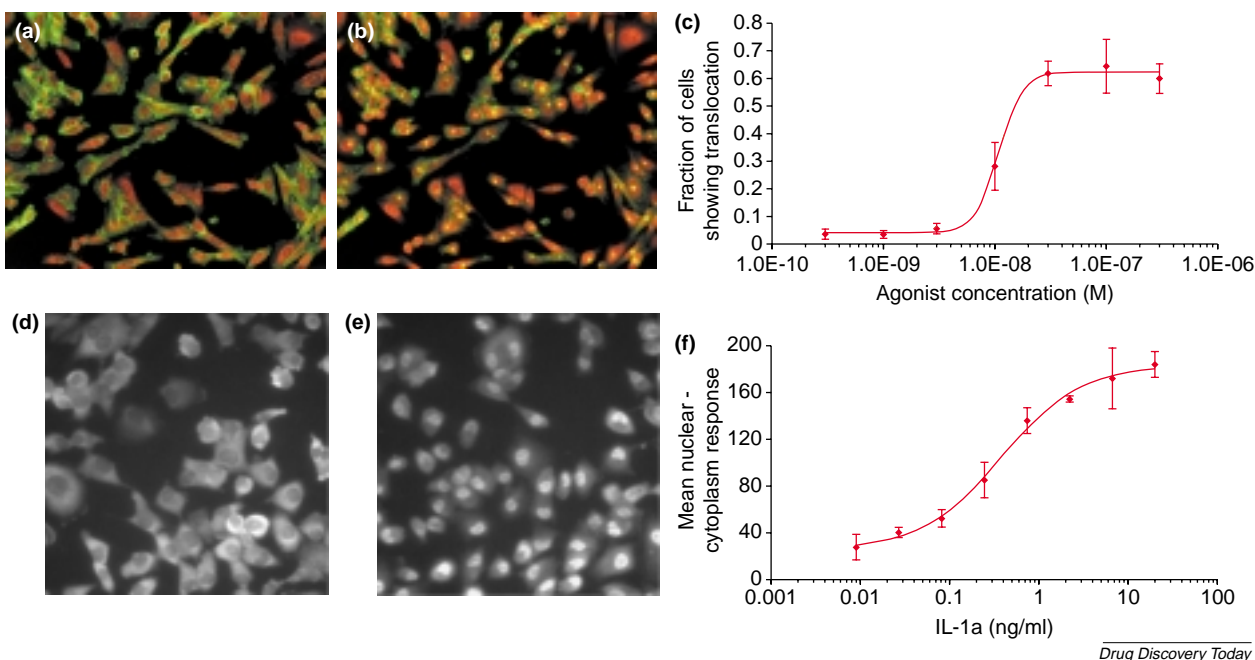 (a)
(b)
(c)
Fraction of cells
showing translocation
0.8
0.7
0.6
0.5
0.4
0.3
0.2
0.1
0
1.0E-10
1.0E-09
1.0E-08
1.0E-07
1.0E-06
Agonist concentration (M)
(d)
(e)
(f)
Mean nuclear -
cytoplasm response
200
160
120
80
40
0
0.001
0.01
0.1
1
10
100
IL-1a (ng/ml)
Drug Discovery Today